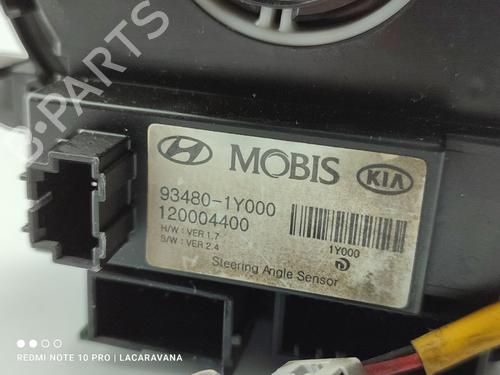 B-PARTS
MOBIS
KIA
93480-1Y000
120004400
H/W : VER 1.7
S/W : VER 2.4
1Y000
Steering Angle Sensor
REDMI NOTE 10 PRO | LACARAVANA